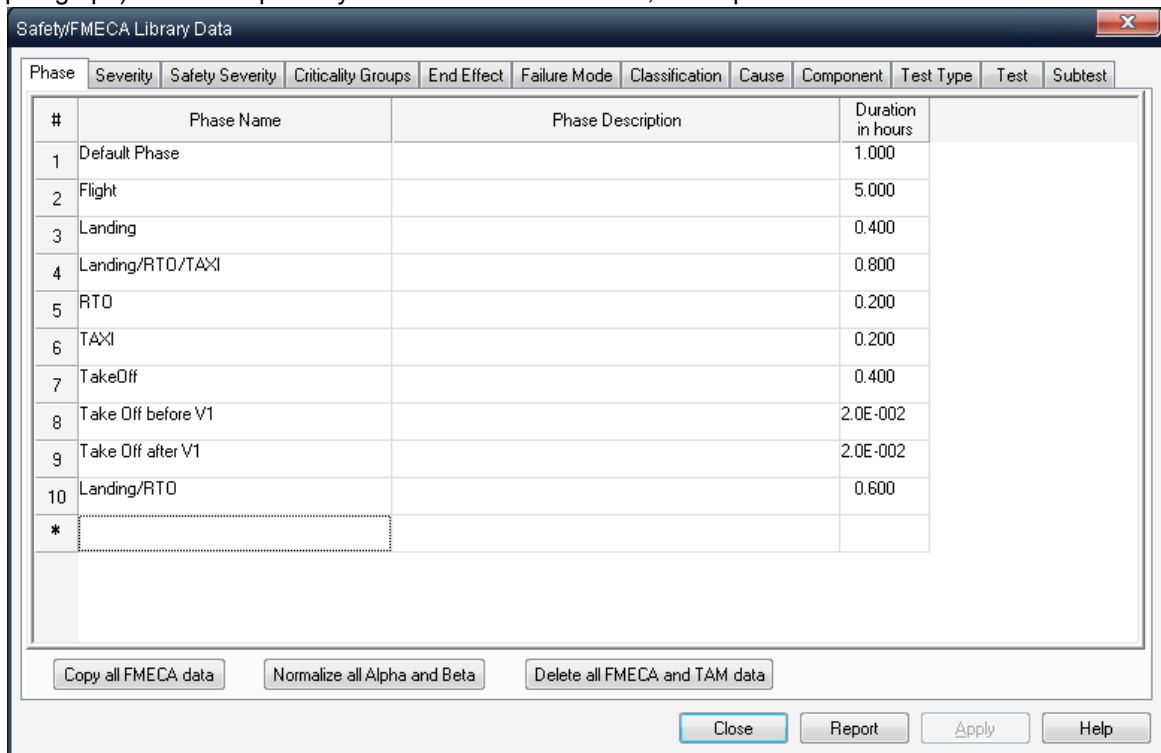 Safety/FMECA Library Data
Phase Severity Safety Severity Criticality Groups End Effect Failure Mode Classification Cause Component Test Type Test Subtest
# Phase Name Phase Description Duration in hours
1 Default Phase 1.000
2 Flight 5.000
3 Landing 0.400
4 Landing/RTO/TAXI 0.800
5 RTO 0.200
6 TAXI 0.200
7 TakeOff 0.400
8 Take Off before V1 2.0E-002
9 Take Off after V1 2.0E-002
10 Landing/RTO 0.600
*
Copy all FMECA data Normalize all Alpha and Beta Delete all FMECA and TAM data
Close Report Apply Help